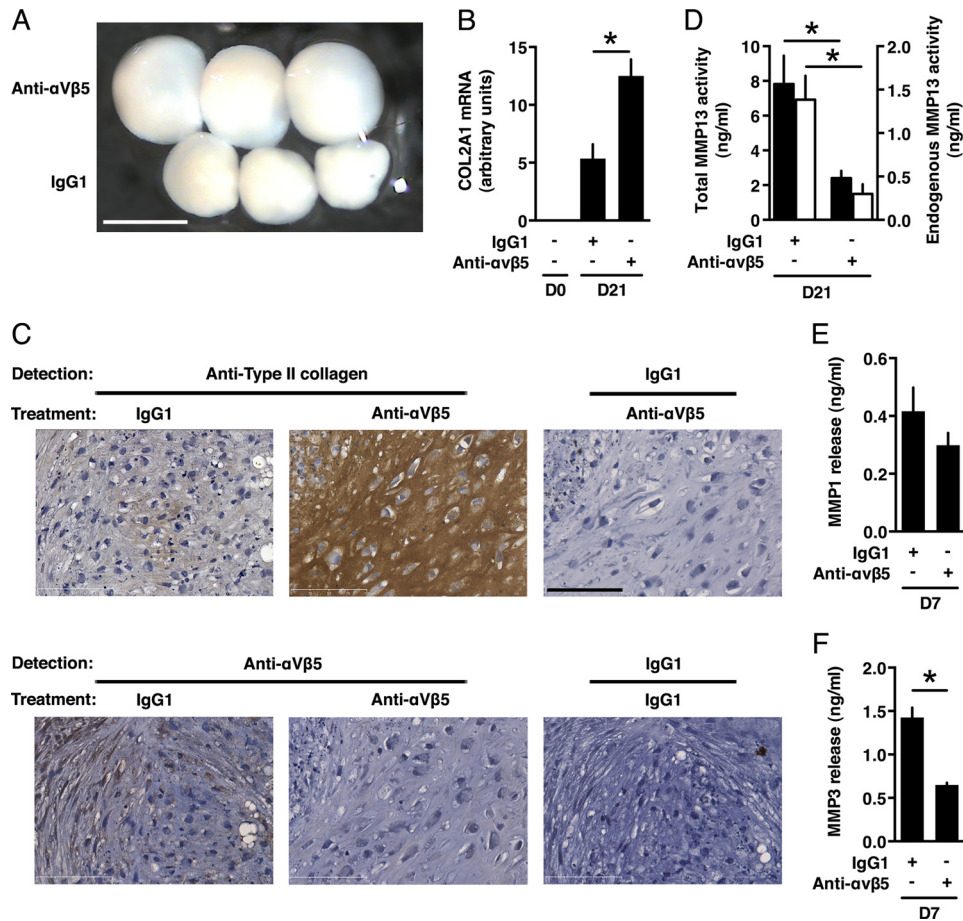 A
Anti-αVβ5
IgG1
B
COL2A1 mRNA
(arbitrary units)
15
10
5
0
*
IgG1
- + -
Anti-αvβ5
- - +
D0 D21
D
Total MMP13 activity
(ng/ml)
10
8
6
4
2
0
*
*
2.0
1.5
1.0
0.5
0.0
Endogenous MMP13 activity
(ng/ml)
IgG1
+ -
Anti-αvβ5
- +
D21
C
Detection: Anti-Type II collagen IgG1
Treatment: IgG1 Anti-αVβ5 Anti-αVβ5
Detection: Anti-αVβ5 IgG1
Treatment: IgG1 Anti-αVβ5 IgG1
E
MMP1 release (ng/ml)
0.6
0.4
0.2
0.0
IgG1
+ -
Anti-αvβ5
- +
D7
F
MMP3 release (ng/ml)
2.0
1.5
1.0
0.5
0.0
*
IgG1
+ -
Anti-αvβ5
- +
D7